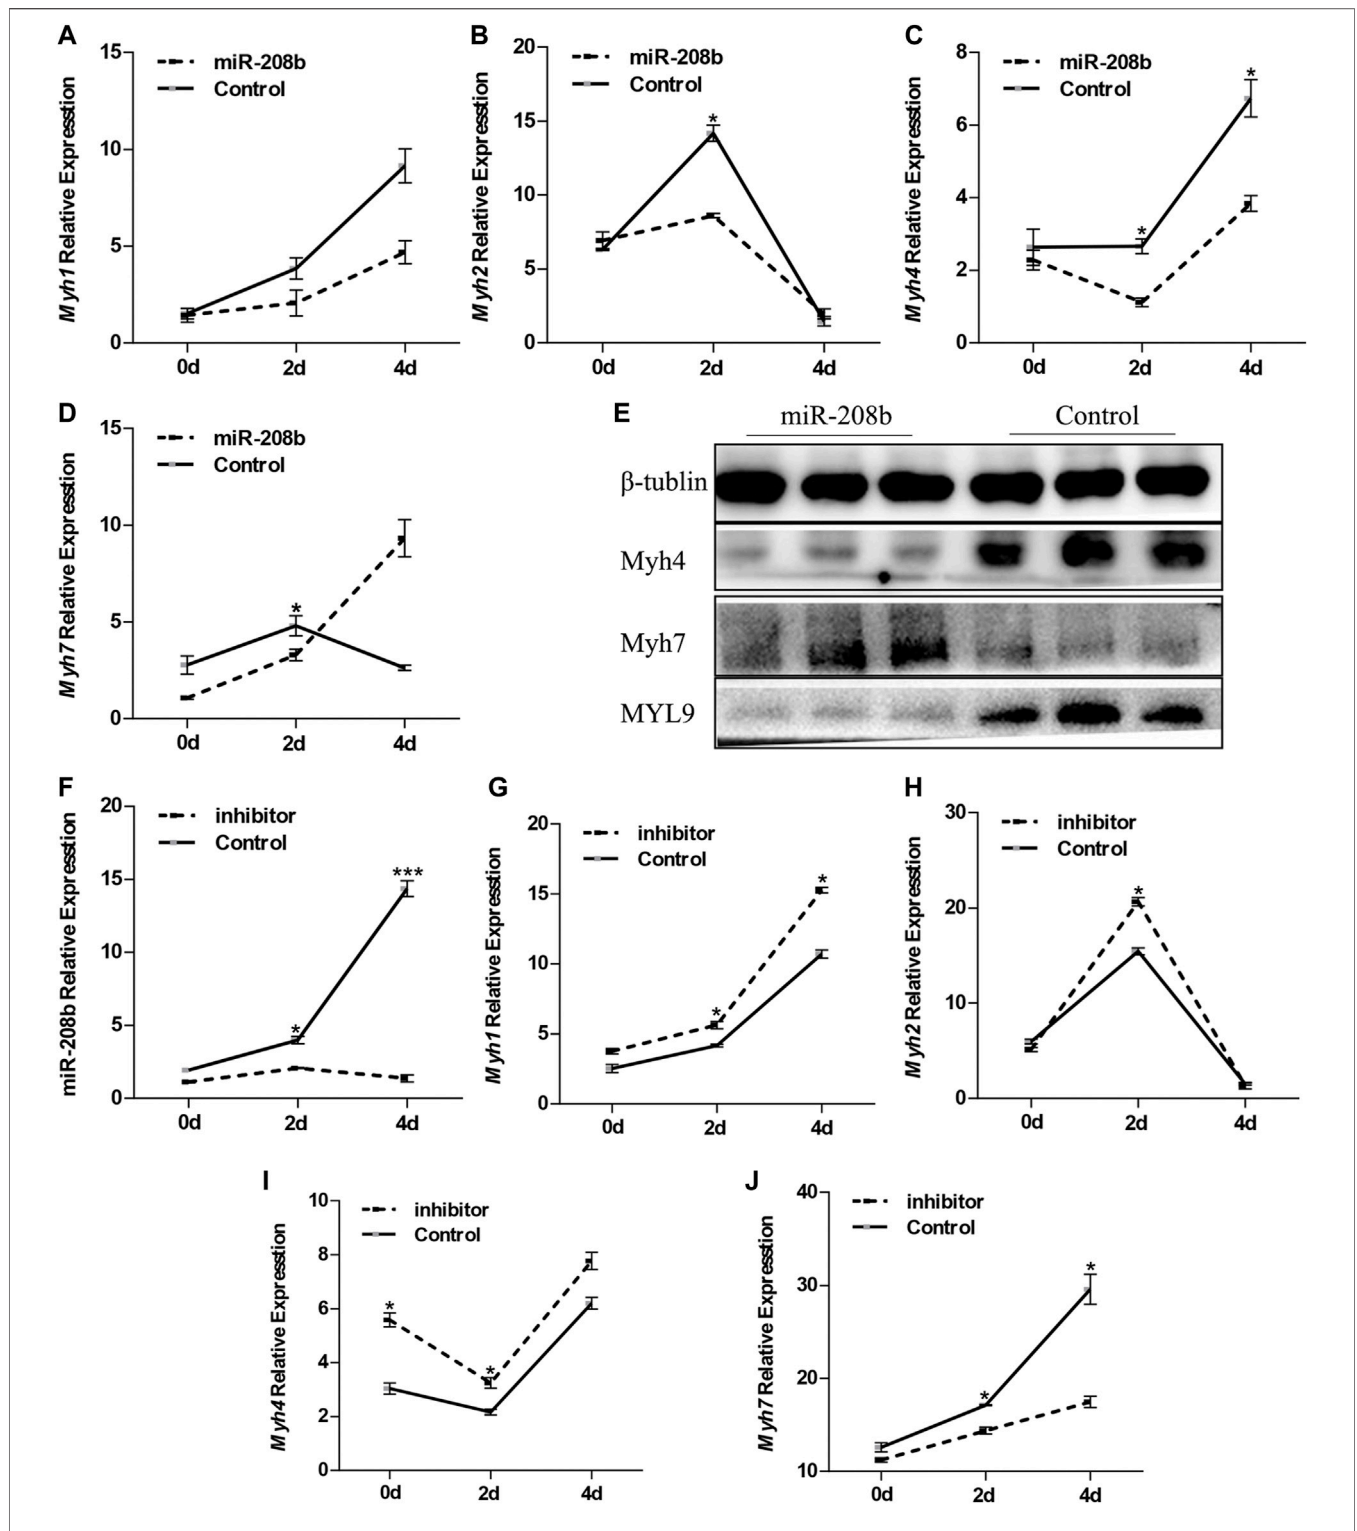 A
15
10
5
0
Myh1 Relative Expresstion
miR-208b
Control
0d 2d 4d
B
20
15
10
5
0
Myh2 Relative Expresstion
miR-208b
Control
*
0d 2d 4d
C
8
6
4
2
0
Myh4 Relative Expresstion
miR-208b
Control
*
*
0d 2d 4d
D
15
10
5
0
Myh7 Relative Expresstion
miR-208b
Control
*
0d 2d 4d
E
miR-208b Control
β-tublin
Myh4
Myh7
MYL9
F
20
15
10
5
0
miR-208b Relative Expresstion
inhibitor
Control
*
***
0d 2d 4d
G
20
15
10
5
0
Myh1 Relative Expresstion
inhibitor
Control
*
*
0d 2d 4d
H
30
20
10
0
Myh2 Relative Expresstion
inhibitor
Control
*
0d 2d 4d
I
10
8
6
4
2
0
Myh4 Relative Expresstion
inhibitor
Control
*
*
0d 2d 4d
J
40
30
20
10
Myh7 Relative Expresstion
inhibitor
Control
*
*
0d 2d 4d